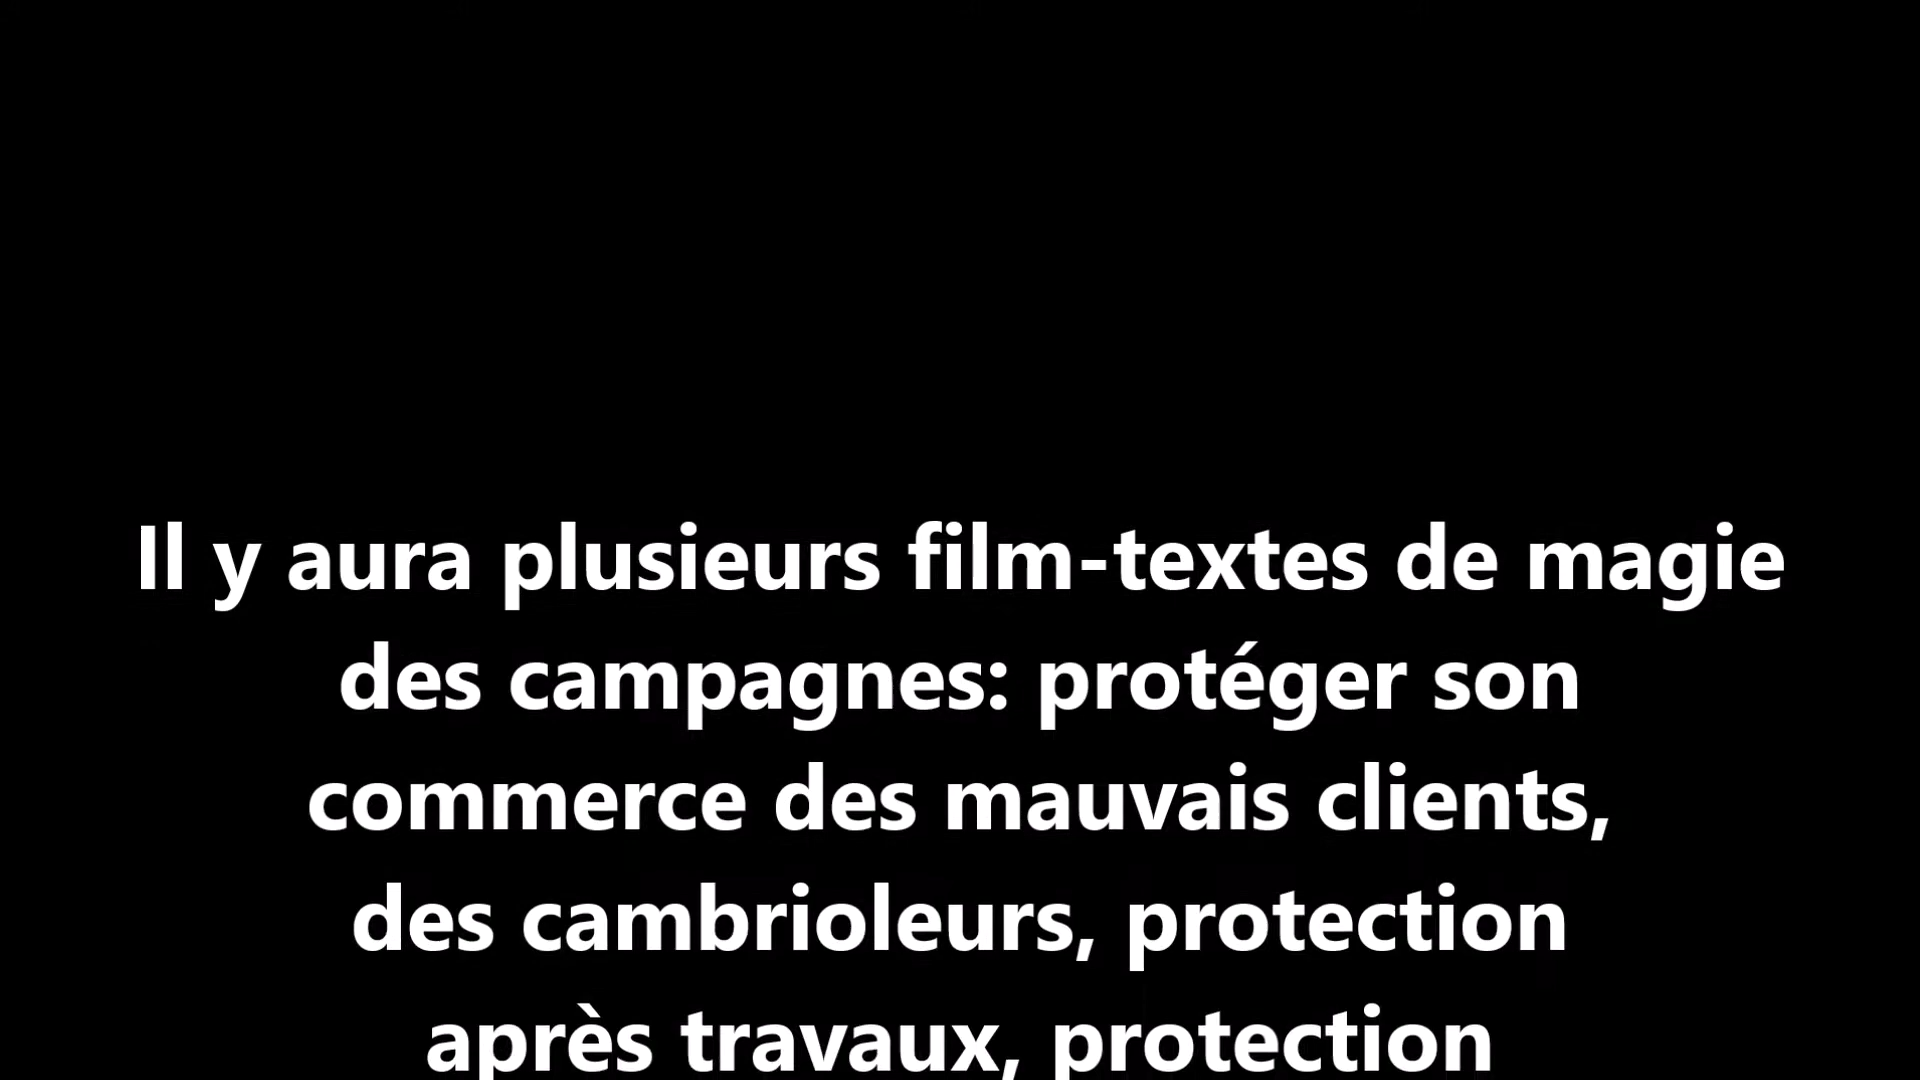 Il y aura plusieurs film-textes de magie
des campagnes: protéger son
commerce des mauvais clients,
des cambrioleurs, protection
après travaux, protection